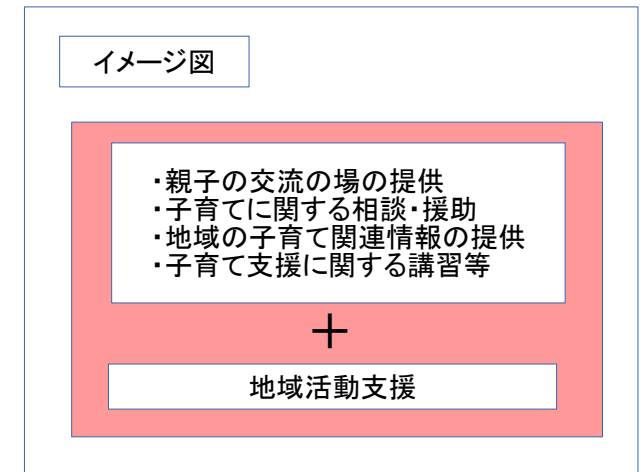 イメージ図
・親子の交流の場の提供
・子育てに関する相談・援助
・地域の子育て関連情報の提供
・子育て支援に関する講習等
＋
地域活動支援